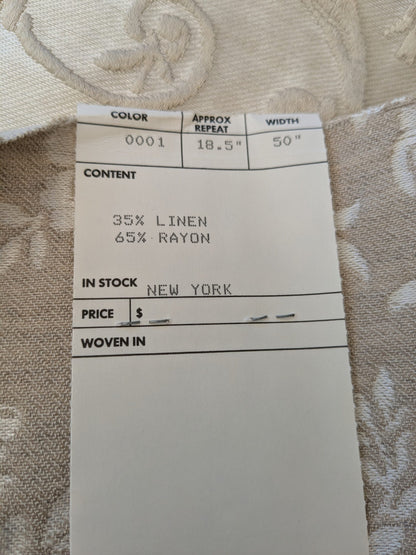 COLOR APPROX REPEAT WIDTH
0001 18.5" 50"
CONTENT
35% LINEN
65% RAYON
IN STOCK NEW YORK
PRICE $
WOVEN IN